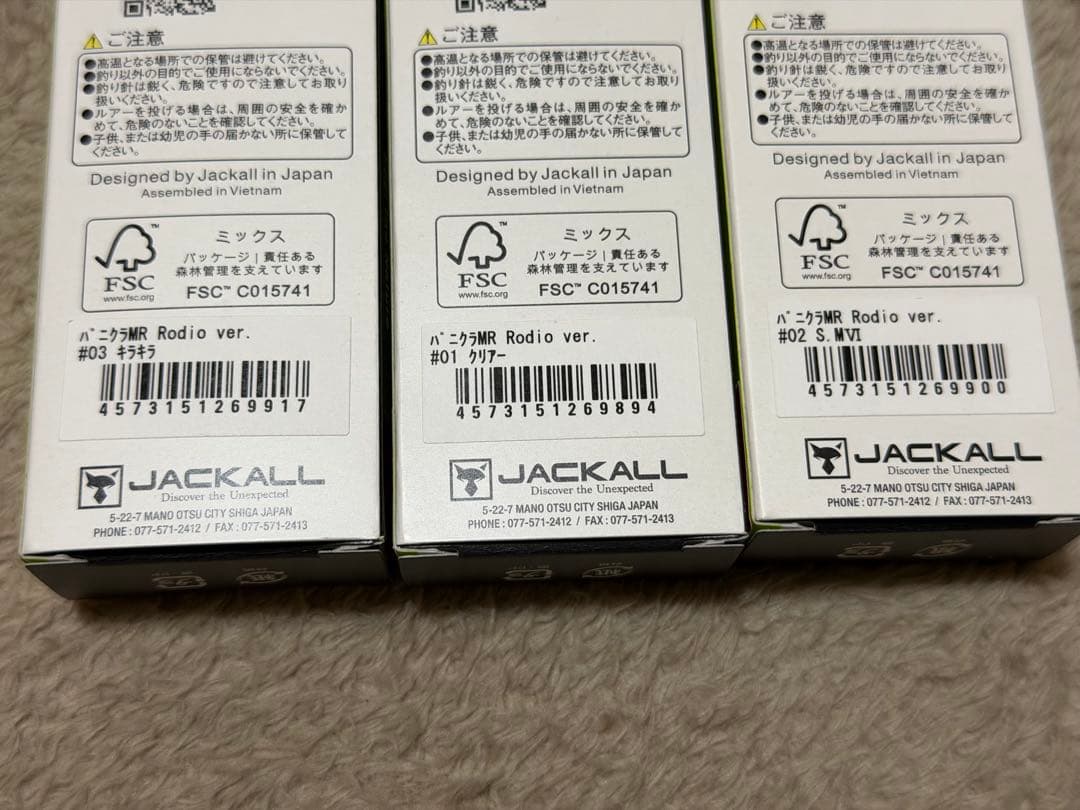 ご注意
●高温となる場所での保管は避けてください。
●釣り以外の目的でご使用にならないでください。
●釣り針は鋭く、危険ですので注意してお取り
扱いください。
●ルアーを投げる場合は、周囲の安全を確か
めて、危険のないことを確認してください。
●子供、または幼児の手の届かない所に保管して
ください。
Designed by Jackall in Japan
Assembled in Vietnam
FSC
www.fsc.org
ミックス
パッケージ | 責任ある
森林管理を支えています
FSC™ C015741
パニクラMR Rodio ver.
#03 キラキラ
4573151269917
JACKALL
Discover the Unexpected
5-22-7 MANO OTSU CITY SHIGA JAPAN
PHONE : 077-571-2412 / FAX : 077-571-2413
ご注意
●高温となる場所での保管は避けてください。
●釣り以外の目的でご使用にならないでください。
●釣り針は鋭く、危険ですので注意してお取り
扱いください。
●ルアーを投げる場合は、周囲の安全を確か
めて、危険のないことを確認してください。
●子供、または幼児の手の届かない所に保管して
ください。
Designed by Jackall in Japan
Assembled in Vietnam
FSC
www.fsc.org
ミックス
パッケージ | 責任ある
森林管理を支えています
FSC™ C015741
パニクラMR Rodio ver.
#01 クリアー
4573151269894
JACKALL
Discover the Unexpected
5-22-7 MANO OTSU CITY SHIGA JAPAN
PHONE : 077-571-2412 / FAX : 077-571-2413
ご注意
●高温となる場所での保管は避けてください。
●釣り以外の目的でご使用にならないでください。
●釣り針は鋭く、危険ですので注意してお取り
扱いください。
●ルアーを投げる場合は、周囲の安全を確か
めて、危険のないことを確認してください。
●子供、または幼児の手の届かない所に保管して
ください。
Designed by Jackall in Japan
Assembled in Vietnam
FSC
www.fsc.org
ミックス
パッケージ | 責任ある
森林管理を支えています
FSC™ C015741
パニクラMR Rodio ver.
#02 S.MⅥ
4573151269900
JACKALL
Discover the Unexpected
5-22-7 MANO OTSU CITY SHIGA JAPAN
PHONE : 077-571-2412 / FAX : 077-571-2413